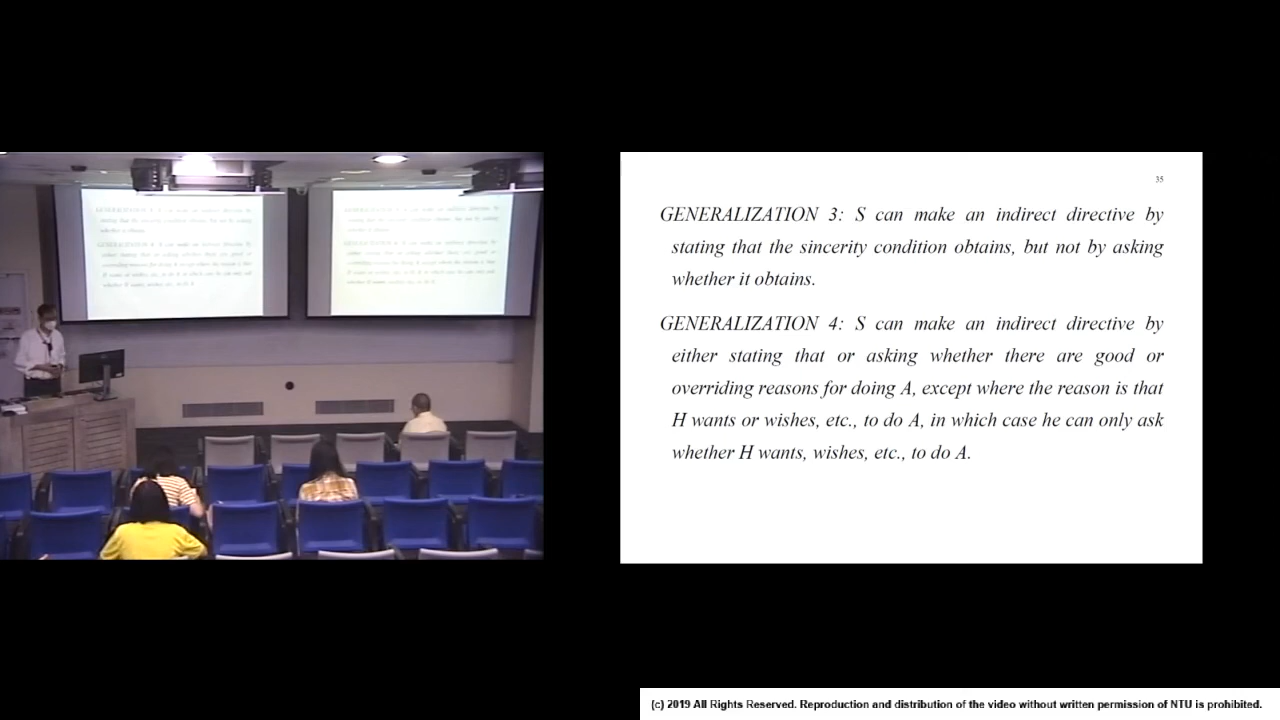 35
GENERALIZATION 3: S can make an indirect directive by
stating that the sincerity condition obtains, but not by asking
whether it obtains.
GENERALIZATION 4: S can make an indirect directive by
either stating that or asking whether there are good or
overriding reasons for doing A, except where the reason is that
H wants or wishes, etc., to do A, in which case he can only ask
whether H wants, wishes, etc., to do A.
(c) 2019 All Rights Reserved. Reproduction and distribution of the video without written permission of NTU is prohibited.